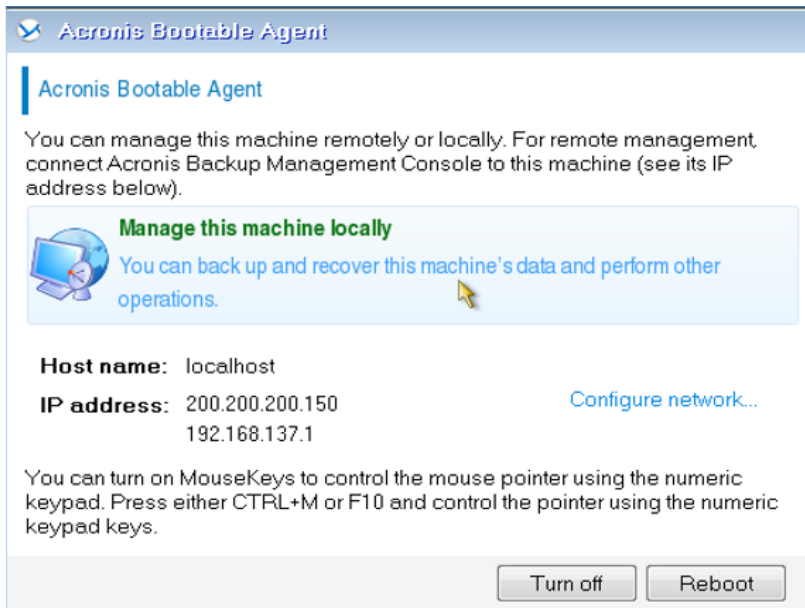 Acronis Bootable Agent
Acronis Bootable Agent
You can manage this machine remotely or locally. For remote management,
connect Acronis Backup Management Console to this machine (see its IP
address below).
Manage this machine locally
You can back up and recover this machine's data and perform other
operations.
Host name: localhost
IP address: 200.200.200.150
Configure network...
192.168.137.1
You can turn on MouseKeys to control the mouse pointer using the numeric
keypad. Press either CTRL+M or F10 and control the pointer using the numeric
keypad keys.
Turn off
Reboot